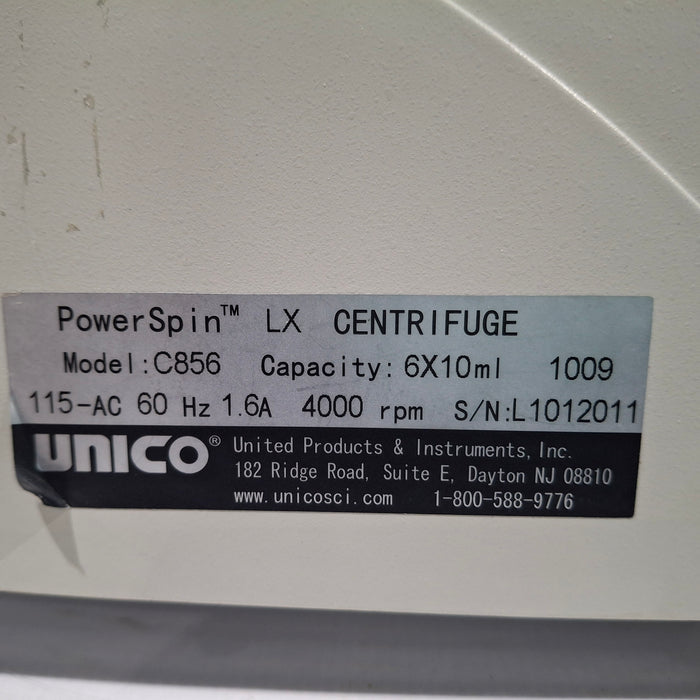 PowerSpin™ LX CENTRIFUGE
Model:C856 Capacity: 6X10ml 1009
115-AC 60 Hz 1.6A 4000 rpm S/N:L1012011
UNICO® United Products & Instruments, Inc.
182 Ridge Road, Suite E, Dayton NJ 08810
www.unicosci.com 1-800-588-9776